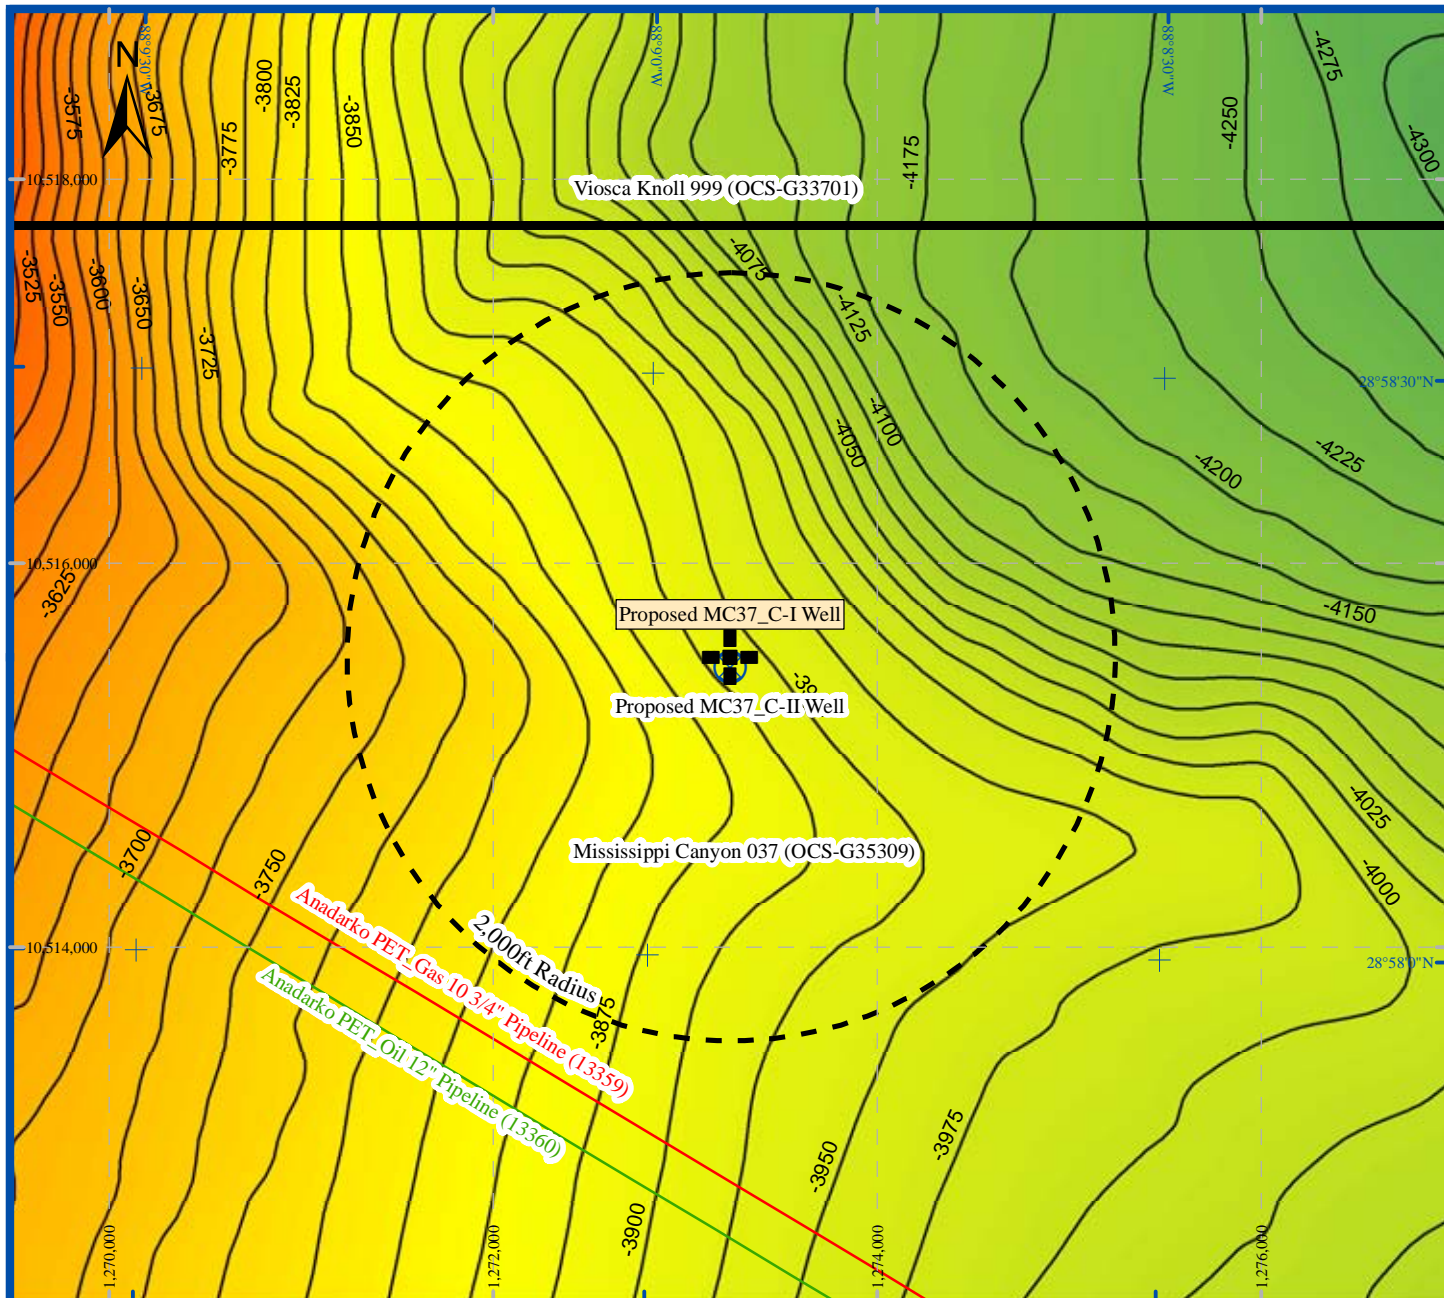 N
88°9'30"W
88°9'0"W
88°8'30"W
-3575
-3675
-3775
-3800
-3825
-3850
-4175
-4250
-4275
-4300
10,518,000
Viosca Knoll 999 (OCS-G33701)
-3525
-3550
-3600
-3650
-3725
-4075
-4125
-4100
-4050
28°58'30"N
-4225
-4200
10,516,000
-3625
-4150
Proposed MC37_C-I Well
Proposed MC37_C-II Well
-3700
-3750
Mississippi Canyon 037 (OCS-G35309)
-4025
-4000
Anadarko PET_Gas 10 3/4" Pipeline (13359)
2,000ft Radius
10,514,000
28°58'0"N
Anadarko PET_Oil 12" Pipeline (13360)
-3875
-3975
-3950
-3900
1,270,000
1,272,000
1,274,000
1,276,000